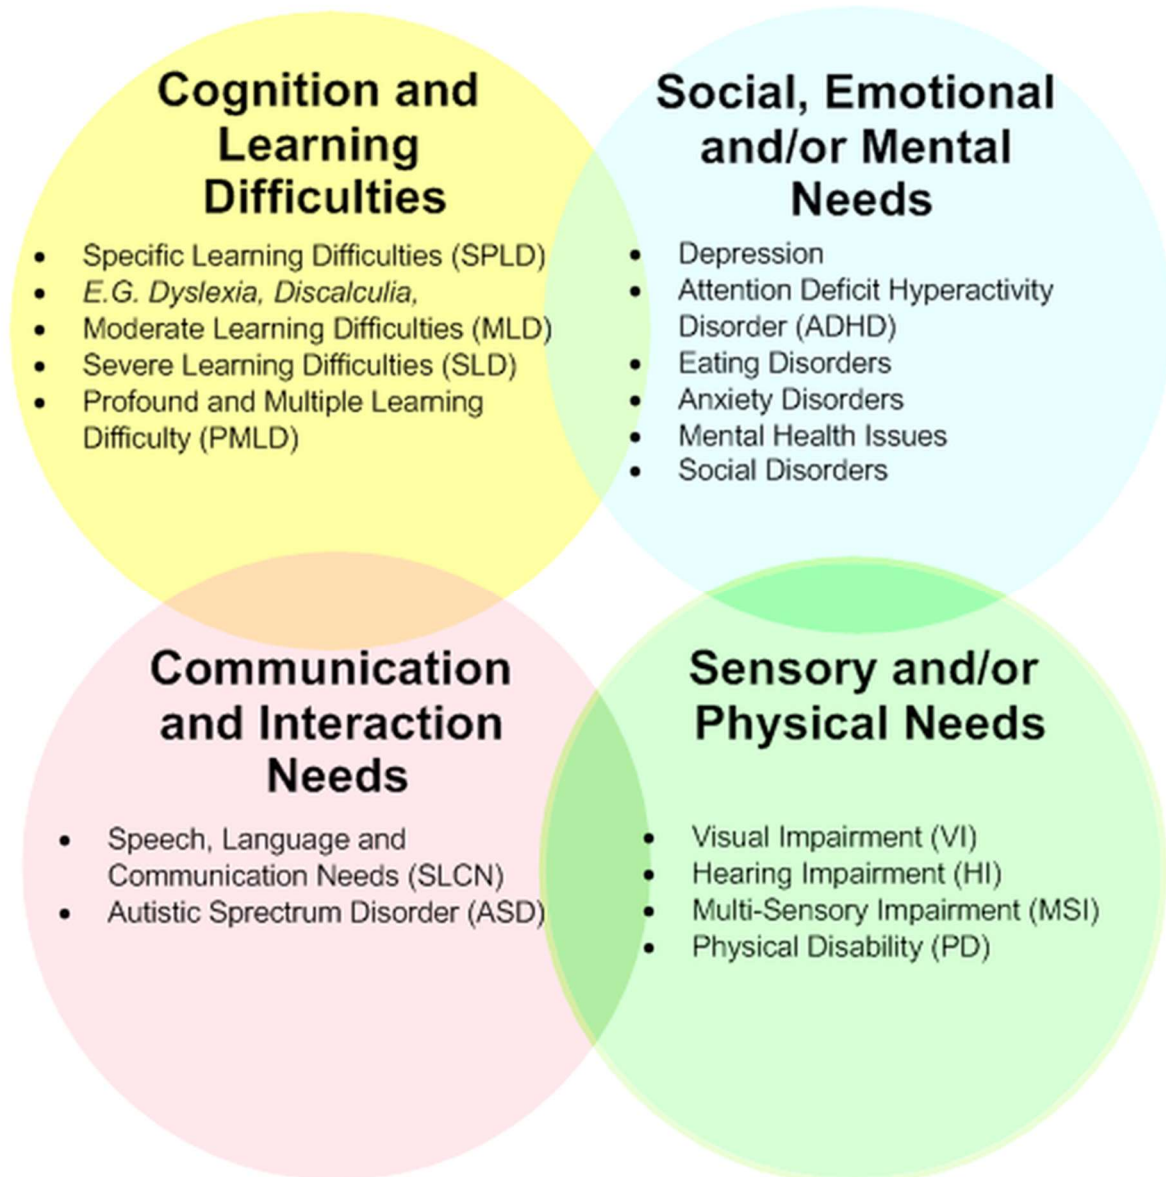 Cognition and
Learning
Difficulties
• Specific Learning Difficulties (SPLD)
• E.G. Dyslexia, Discalculia,
• Moderate Learning Difficulties (MLD)
• Severe Learning Difficulties (SLD)
• Profound and Multiple Learning
Difficulty (PMLD)
Social, Emotional
and/or Mental
Needs
• Depression
• Attention Deficit Hyperactivity
Disorder (ADHD)
• Eating Disorders
• Anxiety Disorders
• Mental Health Issues
• Social Disorders
Communication
and Interaction
Needs
• Speech, Language and
Communication Needs (SLCN)
• Autistic Sprectrum Disorder (ASD)
Sensory and/or
Physical Needs
• Visual Impairment (VI)
• Hearing Impairment (HI)
• Multi-Sensory Impairment (MSI)
• Physical Disability (PD)